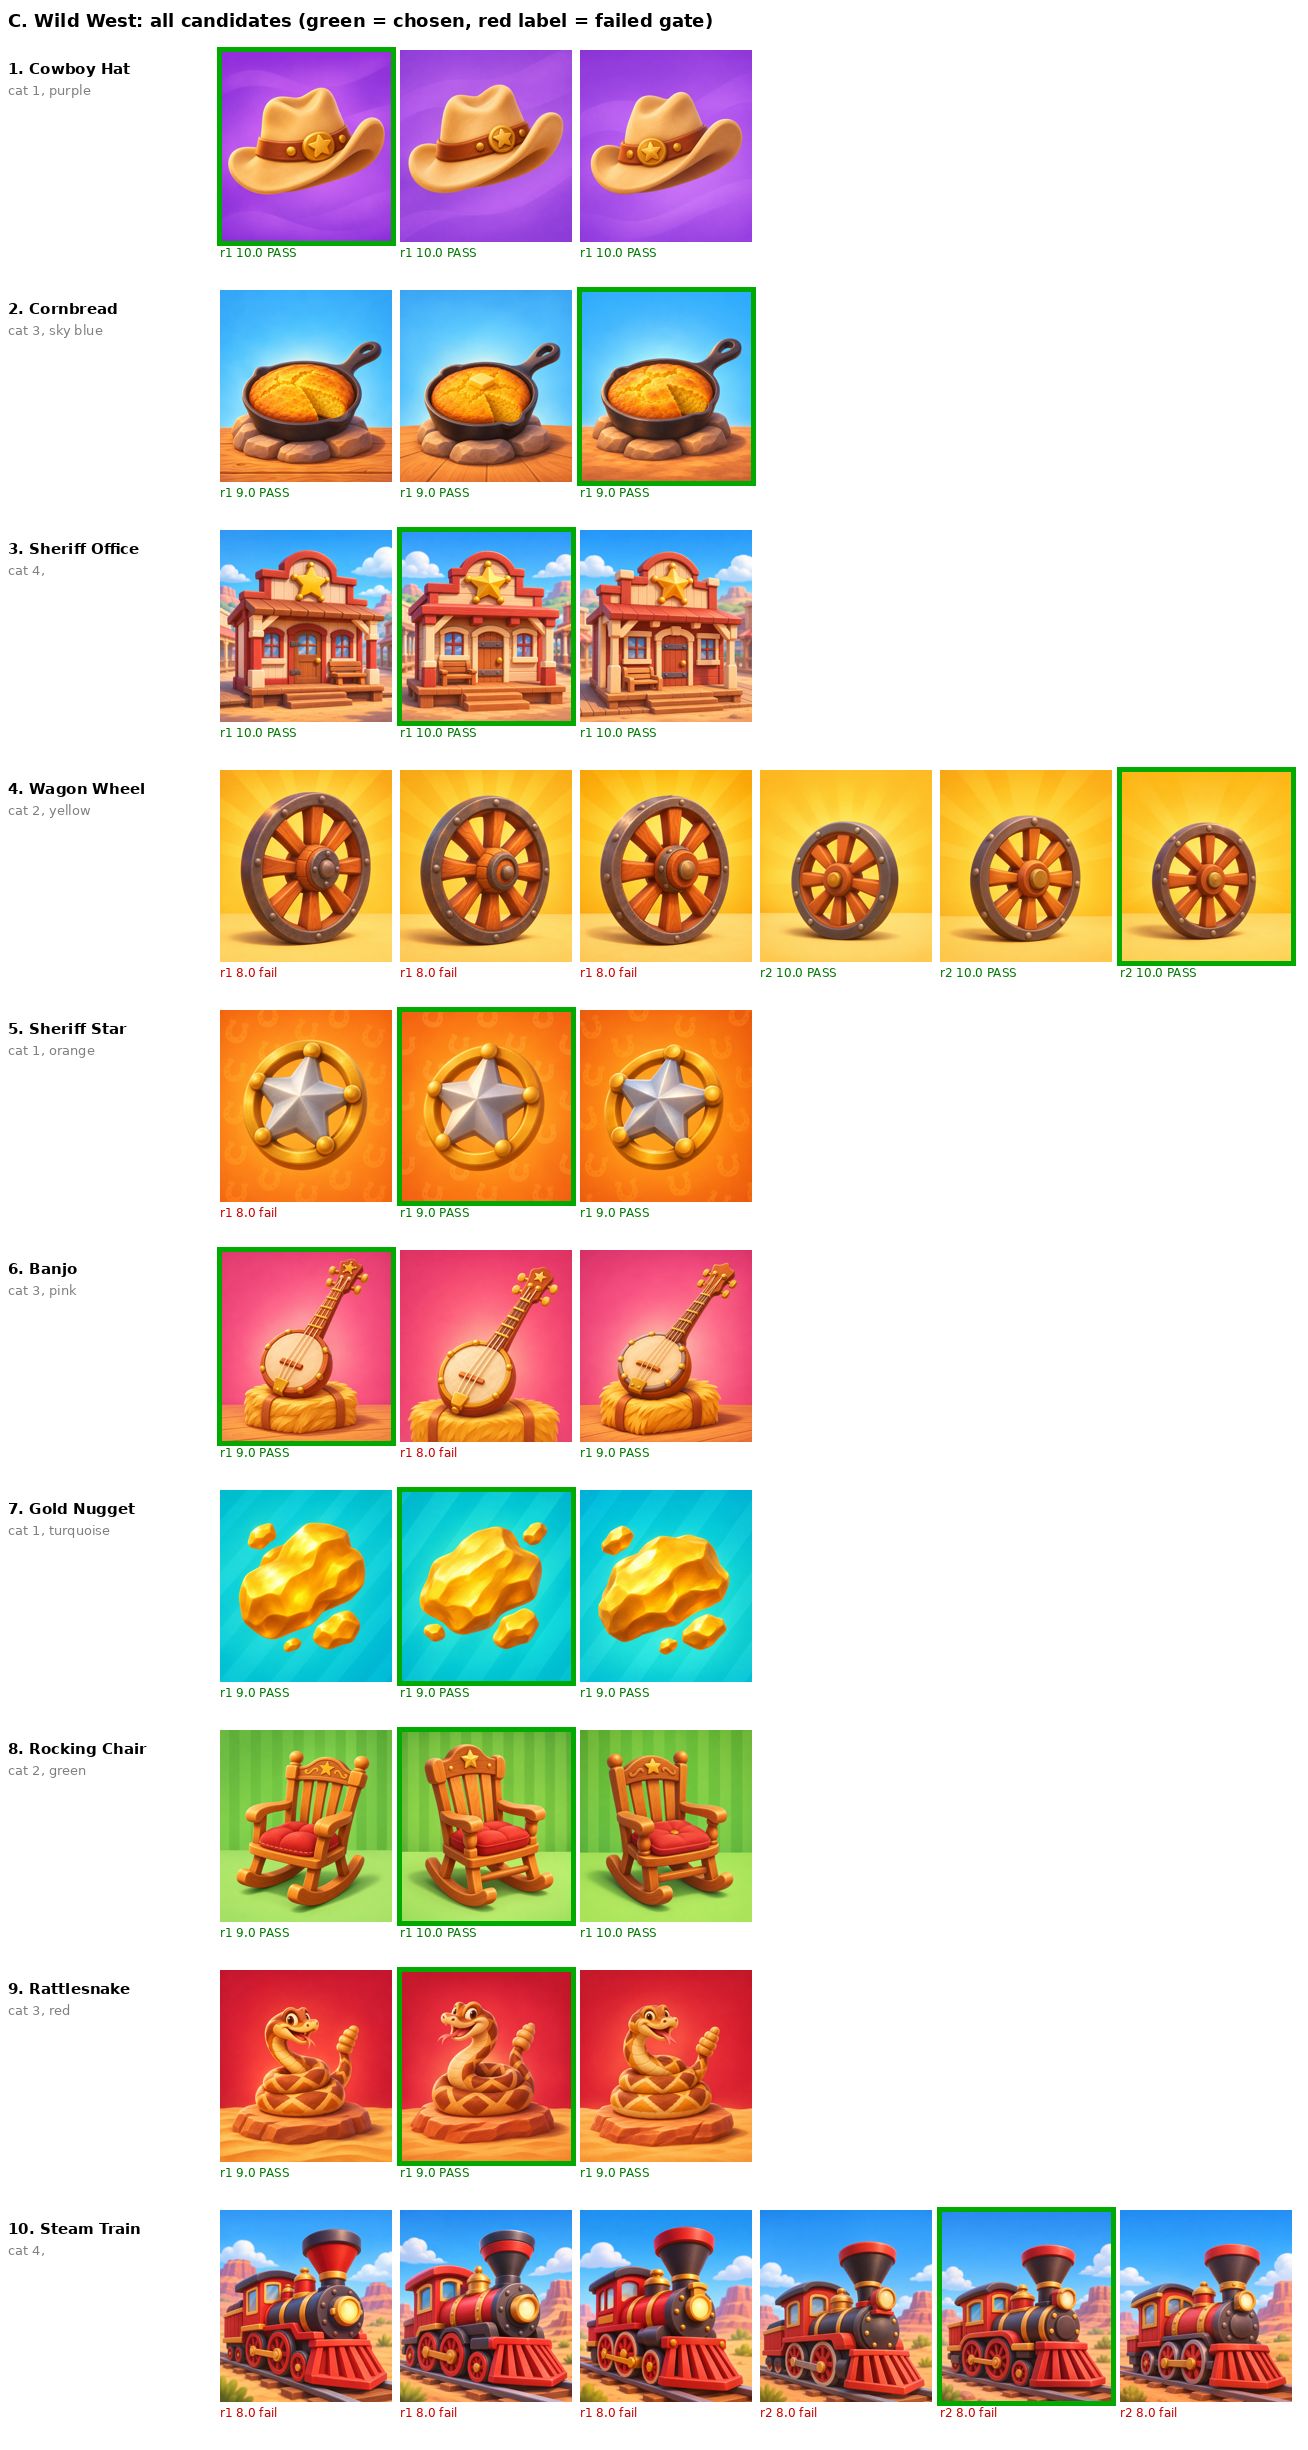 C. Wild West: all candidates (green = chosen, red label = failed gate)
1. Cowboy Hat
cat 1, purple
r1 10.0 PASS
r1 10.0 PASS
r1 10.0 PASS
2. Cornbread
cat 3, sky blue
r1 9.0 PASS
r1 9.0 PASS
r1 9.0 PASS
3. Sheriff Office
cat 4,
r1 10.0 PASS
r1 10.0 PASS
r1 10.0 PASS
4. Wagon Wheel
cat 2, yellow
r1 8.0 fail
r1 8.0 fail
r1 8.0 fail
r2 10.0 PASS
r2 10.0 PASS
r2 10.0 PASS
5. Sheriff Star
cat 1, orange
r1 8.0 fail
r1 9.0 PASS
r1 9.0 PASS
6. Banjo
cat 3, pink
r1 9.0 PASS
r1 8.0 fail
r1 9.0 PASS
7. Gold Nugget
cat 1, turquoise
r1 9.0 PASS
r1 9.0 PASS
r1 9.0 PASS
8. Rocking Chair
cat 2, green
r1 9.0 PASS
r1 10.0 PASS
r1 10.0 PASS
9. Rattlesnake
cat 3, red
r1 9.0 PASS
r1 9.0 PASS
r1 9.0 PASS
10. Steam Train
cat 4,
r1 8.0 fail
r1 8.0 fail
r1 8.0 fail
r2 8.0 fail
r2 8.0 fail
r2 8.0 fail